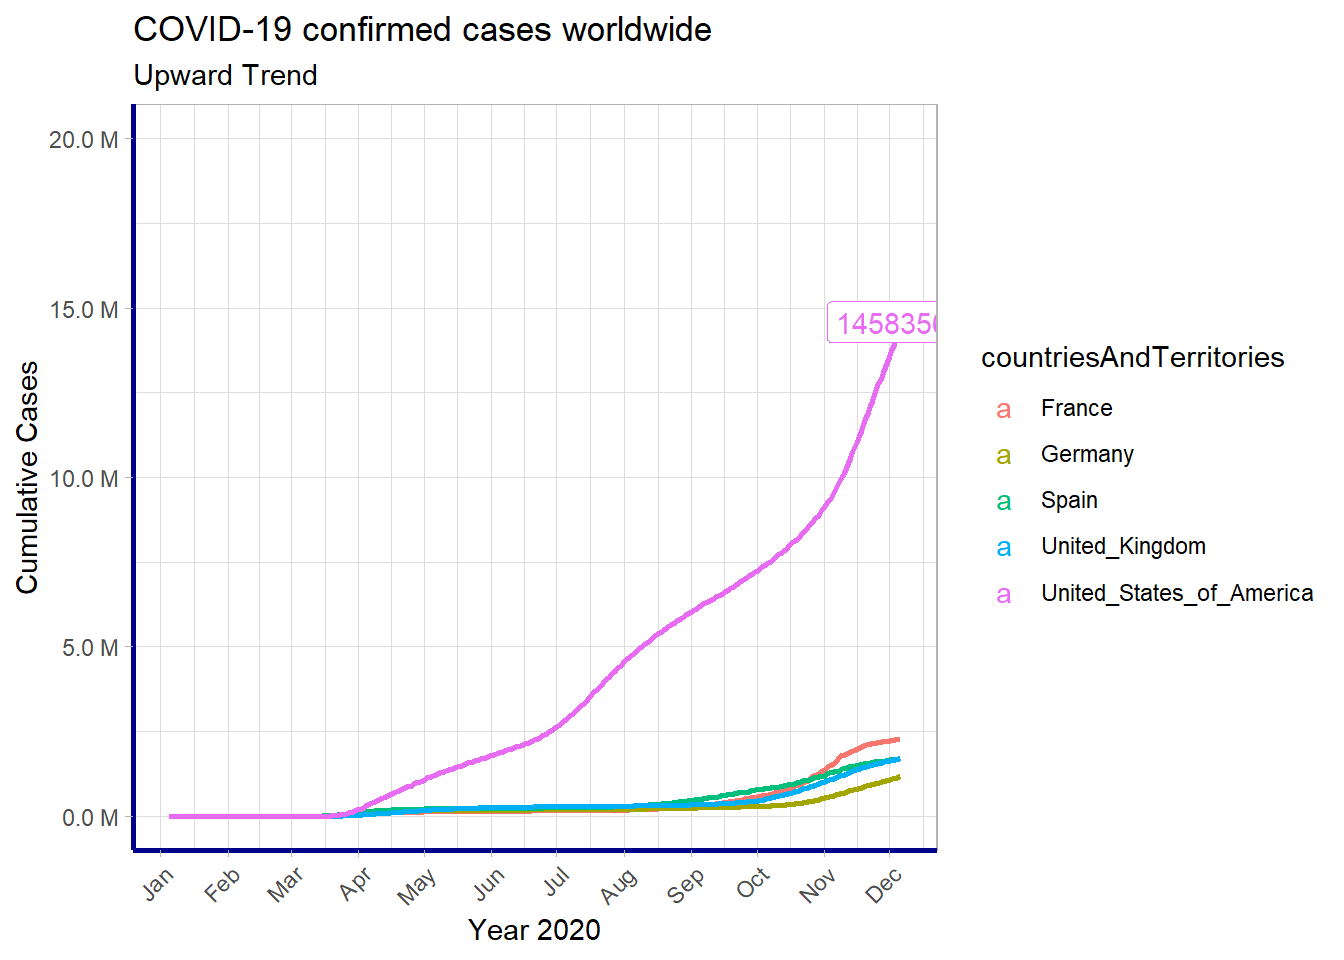 COVID-19 confirmed cases worldwide
Upward Trend
20.0 M
15.0 M
10.0 M
5.0 M
0.0 M
Cumulative Cases
1458350
Jan Feb Mar Apr May Jun Jul Aug Sep Oct Nov Dec
Year 2020
countriesAndTerritories
a France
a Germany
a Spain
a United_Kingdom
a United_States_of_America